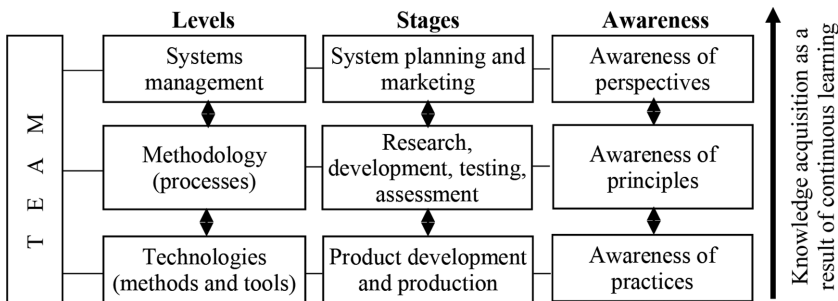 Levels
Stages
Awareness
T E A M
Systems
management
System planning and
marketing
Awareness of
perspectives
Methodology
(processes)
Research,
development, testing,
assessment
Awareness of
principles
Technologies
(methods and tools)
Product development
and production
Awareness of
practices
Knowledge acquisition as a
result of continuous learning